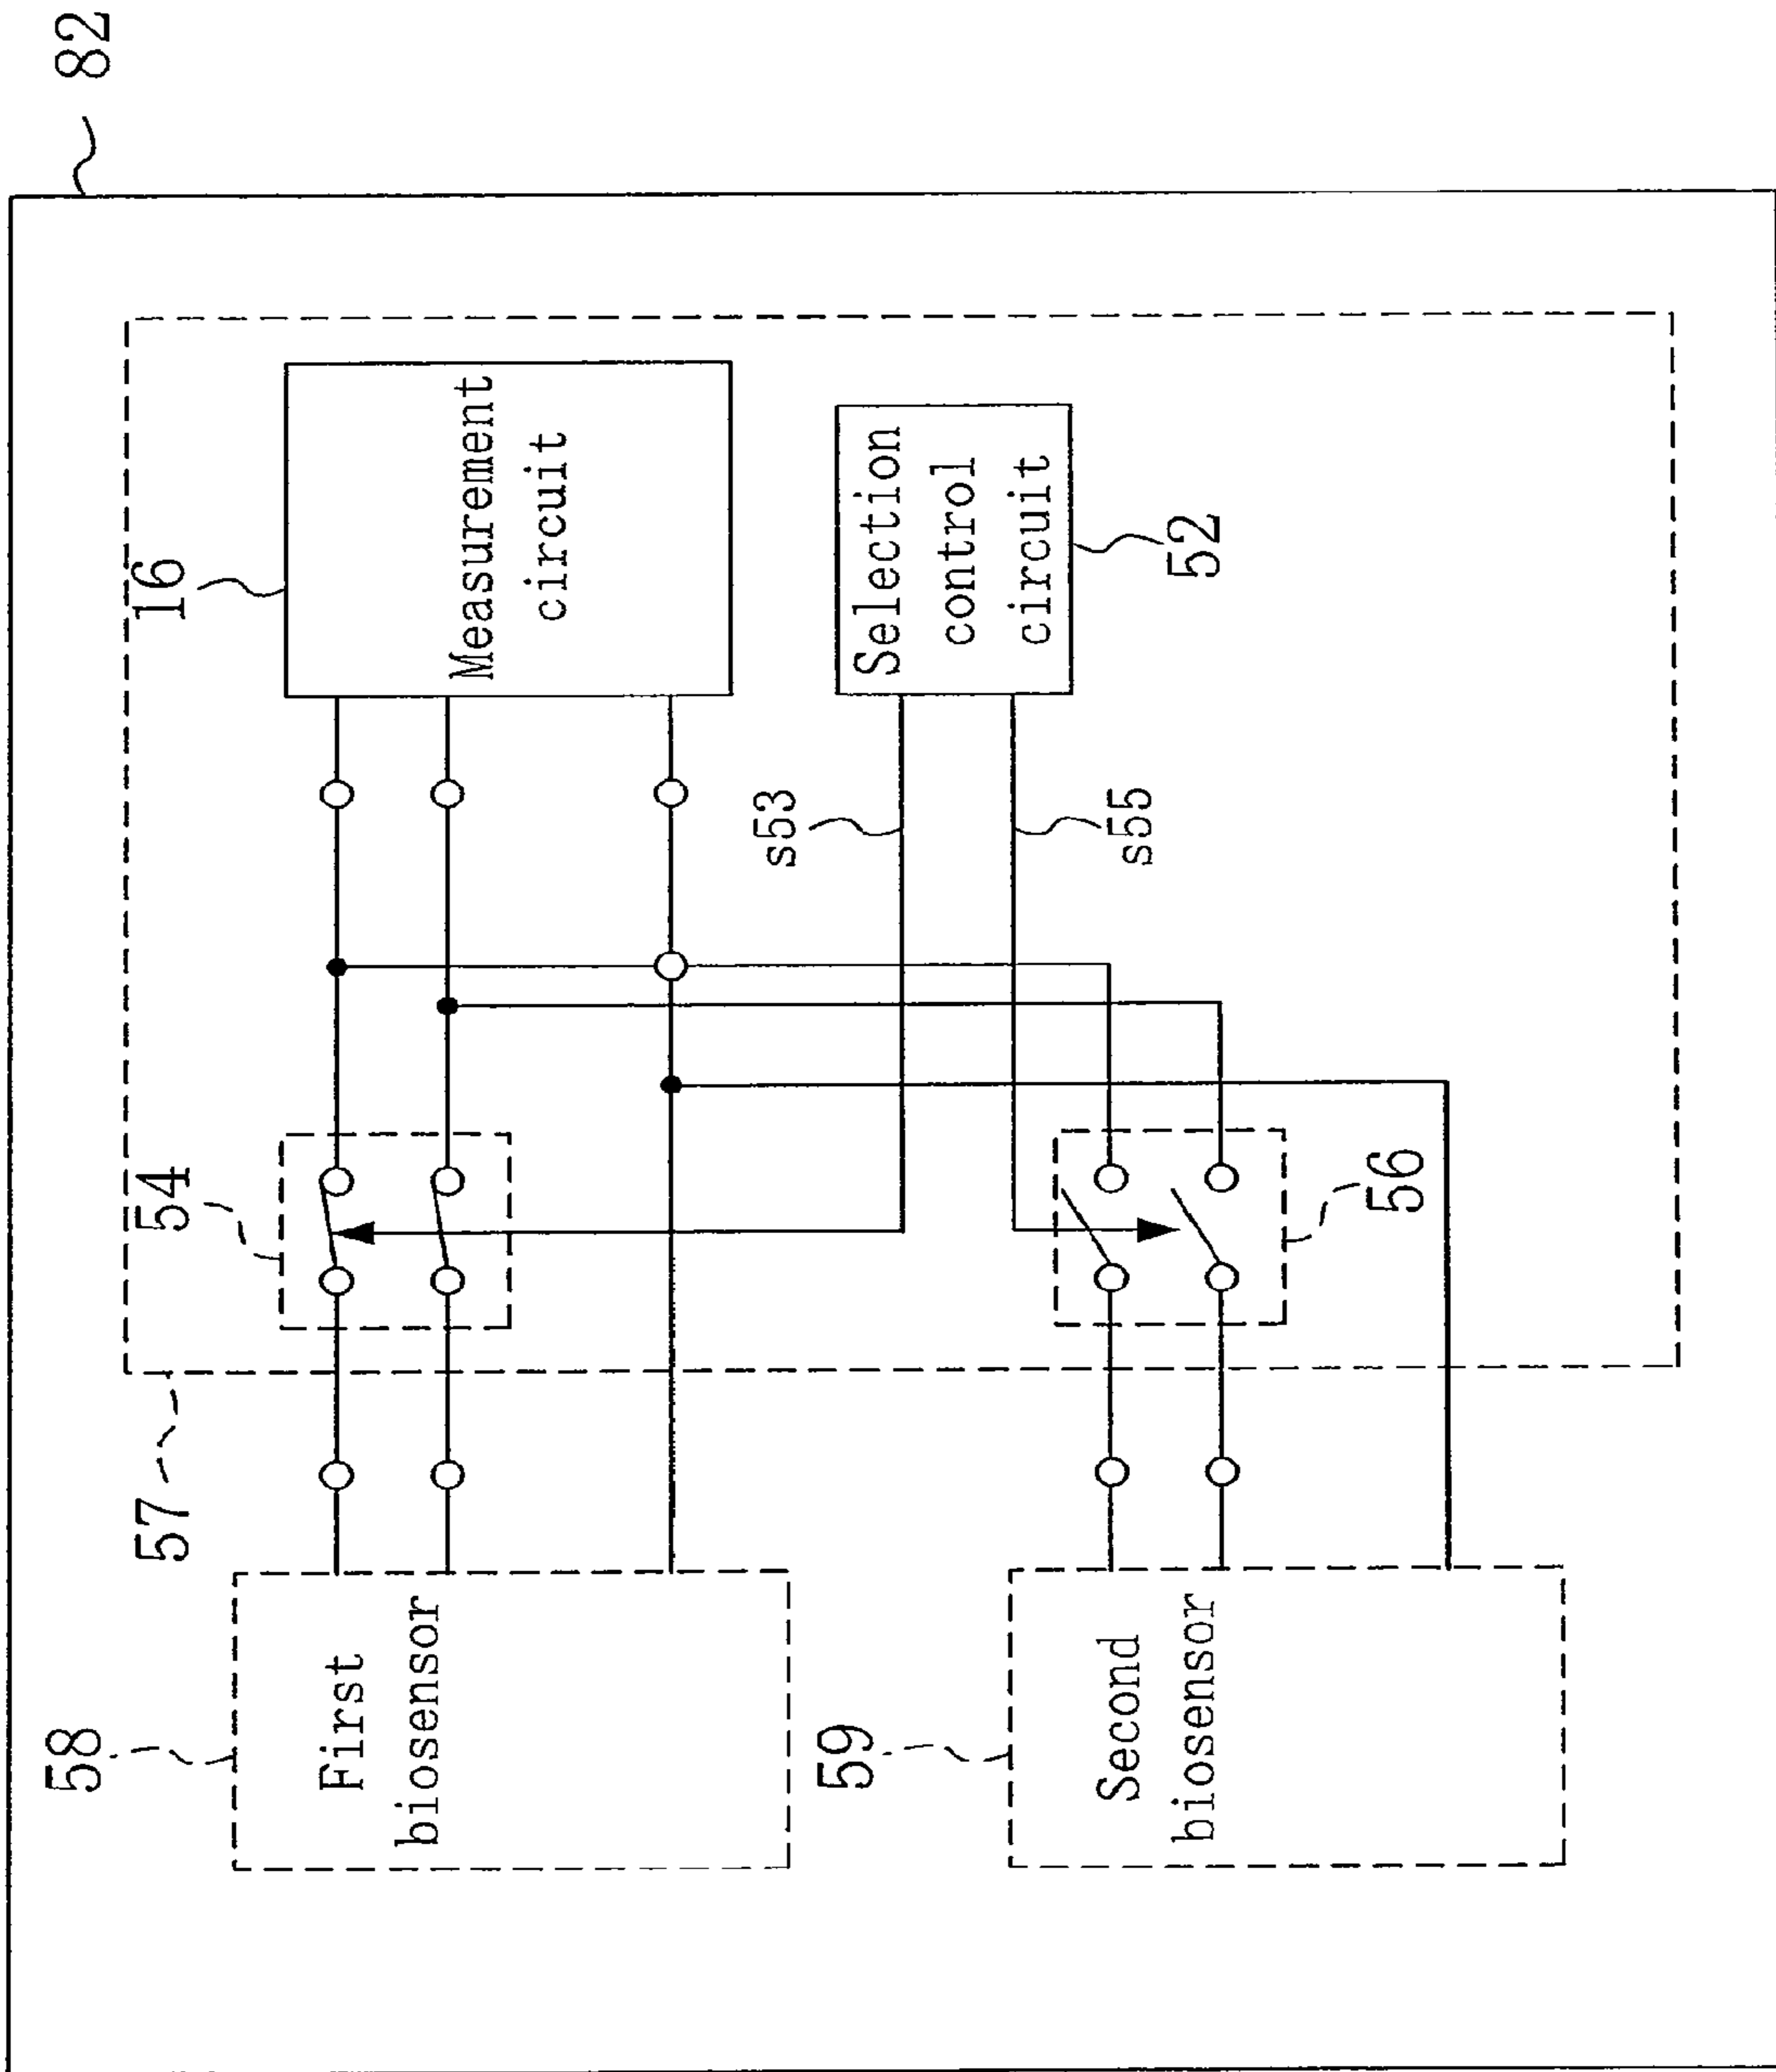 82
57
54
16
Measurement
circuit
58
First
biosensor
s53
Selection
control
circuit
52
s55
59
Second
biosensor
56